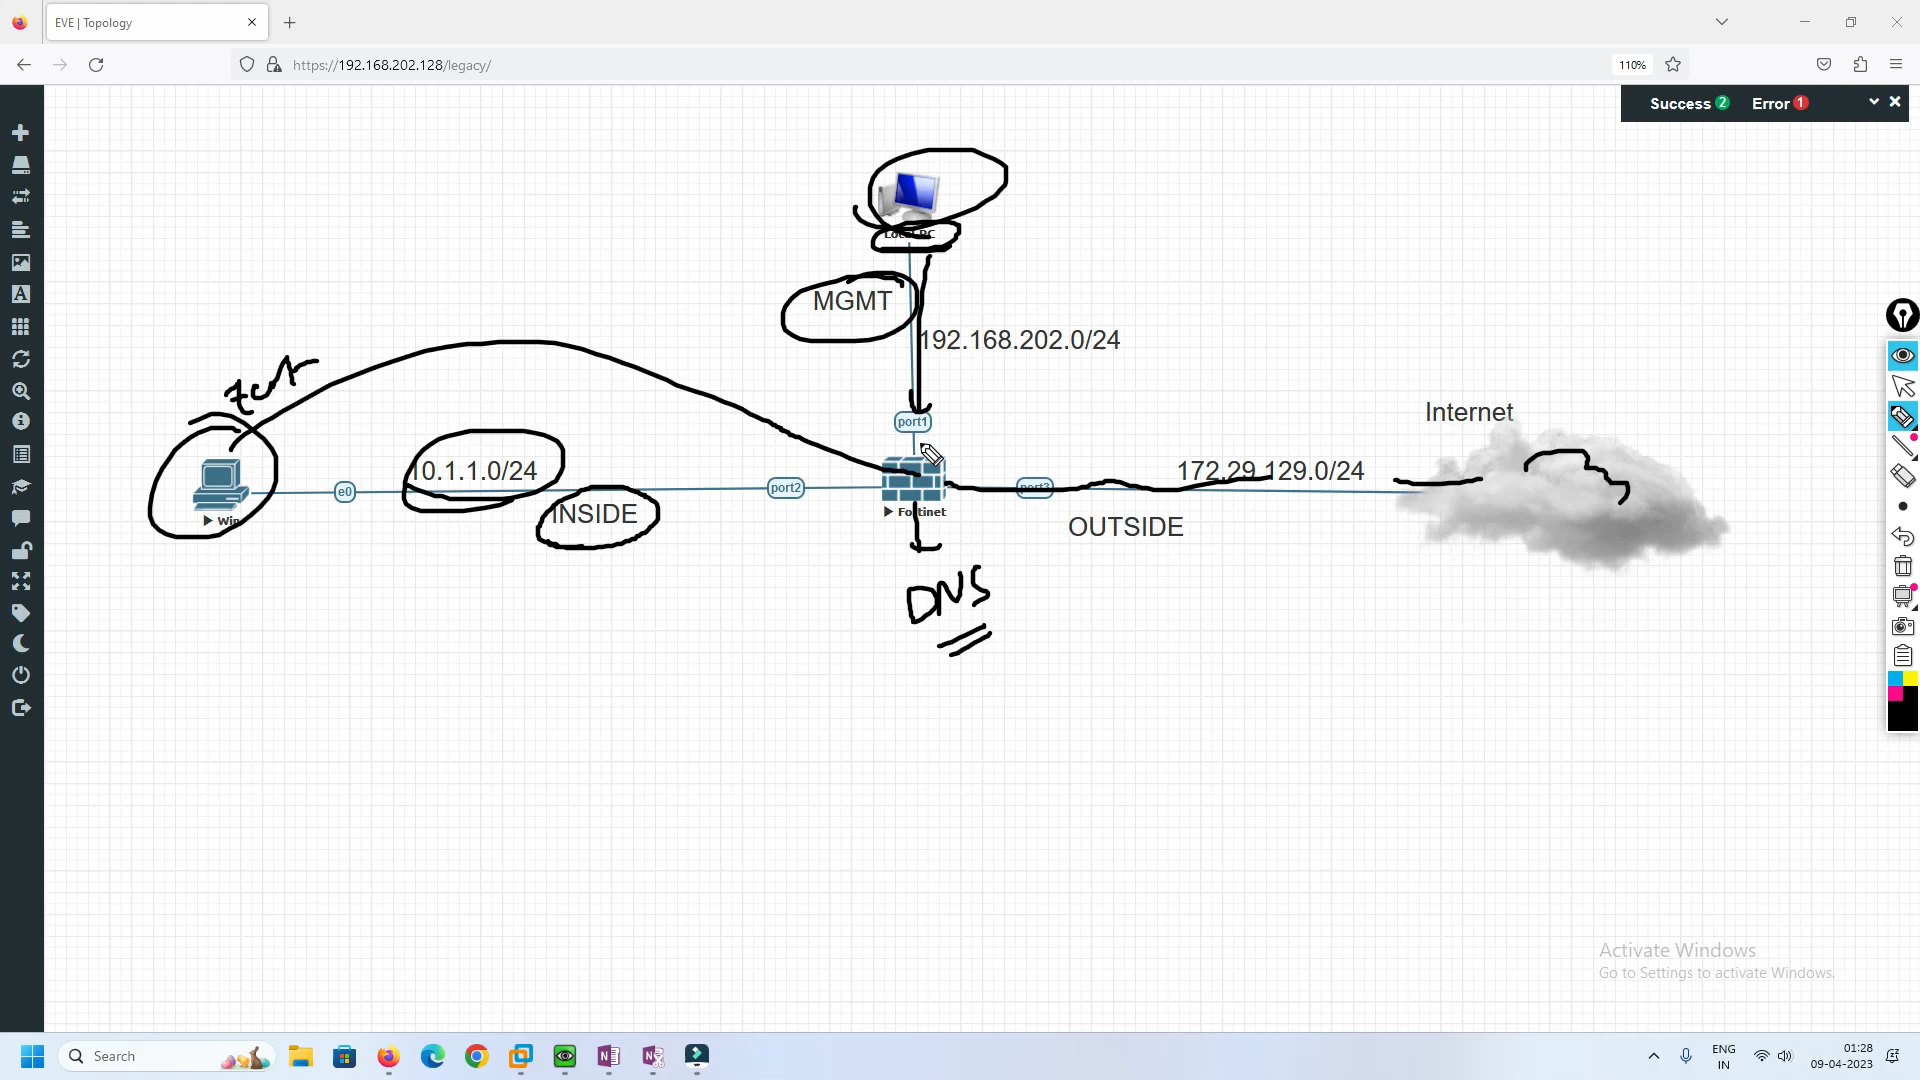 EVE | Topology
https://192.168.202.128/legacy/
110%
Success 2 Error 1
MGMT
192.168.202.0/24
port1
Internet
10.1.1.0/24
172.29.129.0/24
e0
port2
port3
Win
INSIDE
Fortinet
OUTSIDE
DNS
Activate Windows
Go to Settings to activate Windows.
Search
ENG
IN
01:28
09-04-2023